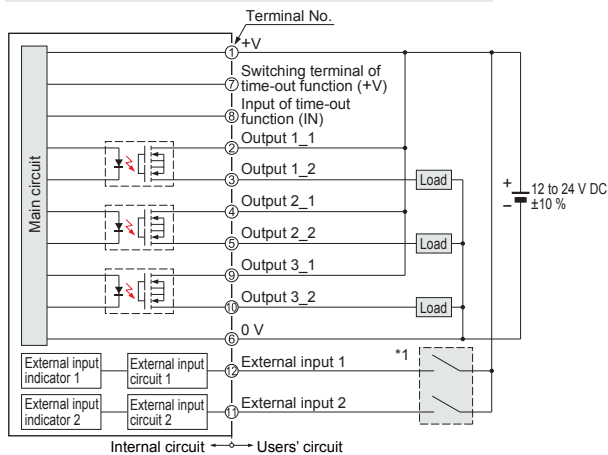 Terminal No.
1 +V
7 Switching terminal of
time-out function (+V)
8 Input of time-out
function (IN)
2 Output 1_1
3 Output 1_2
Load
4 Output 2_1
5 Output 2_2
Load
9 Output 3_1
10 Output 3_2
Load
6 0 V
Main circuit
+
−
12 to 24 V DC
±10 %
External input
indicator 1
External input
circuit 1
12 External input 1
*1
External input
indicator 2
External input
circuit 2
11 External input 2
Internal circuit
Users' circuit